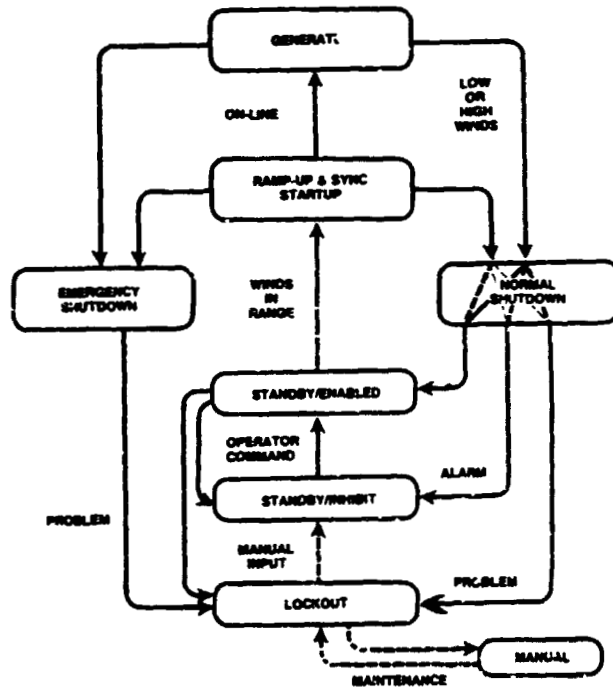 GENERATE
LOW
OR
HIGH
WINDS
ON-LINE
RAMP-UP & SYNC
STARTUP
EMERGENCY
SHUTDOWN
WINDS
IN
RANGE
NORMAL
SHUTDOWN
STANDBY/ENABLED
OPERATOR
COMMAND
ALARM
STANDBY/INHIBIT
PROBLEM
MANUAL
INPUT
PROBLEM
LOCKOUT
MANUAL
MAINTENANCE